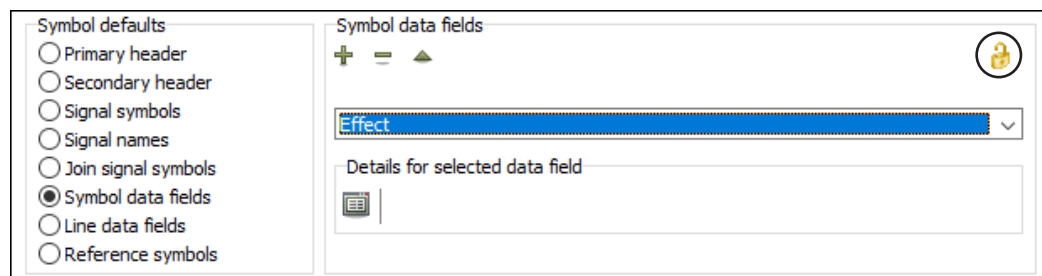 Symbol defaults
Primary header
Secondary header
Signal symbols
Signal names
Join signal symbols
Symbol data fields
Line data fields
Reference symbols
Symbol data fields
Effect
Details for selected data field